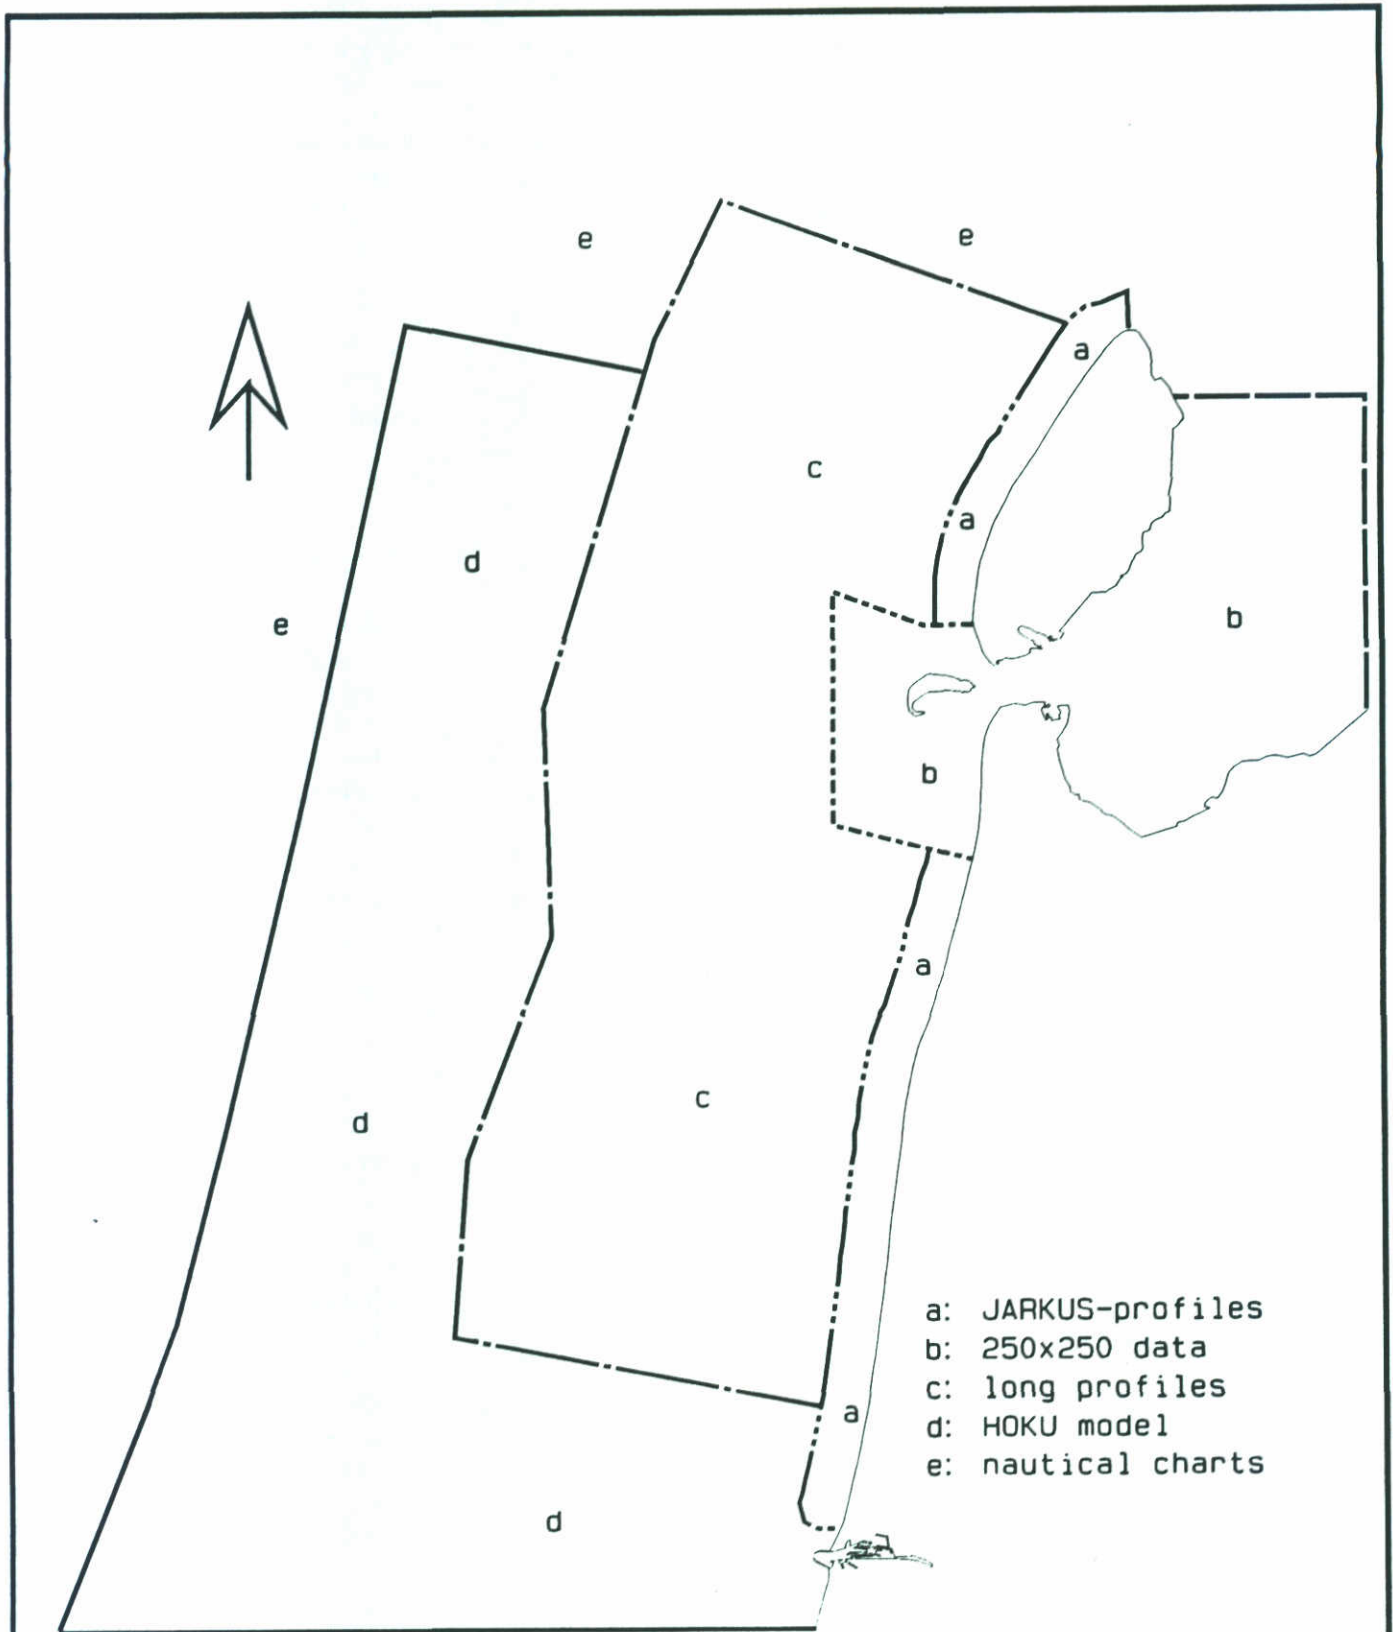 e
e
a
c
a
d
b
e
b
a
c
d
a: JARKUS-profiles
b: 250x250 data
c: long profiles
a
d: HOKU model
e: nautical charts
d